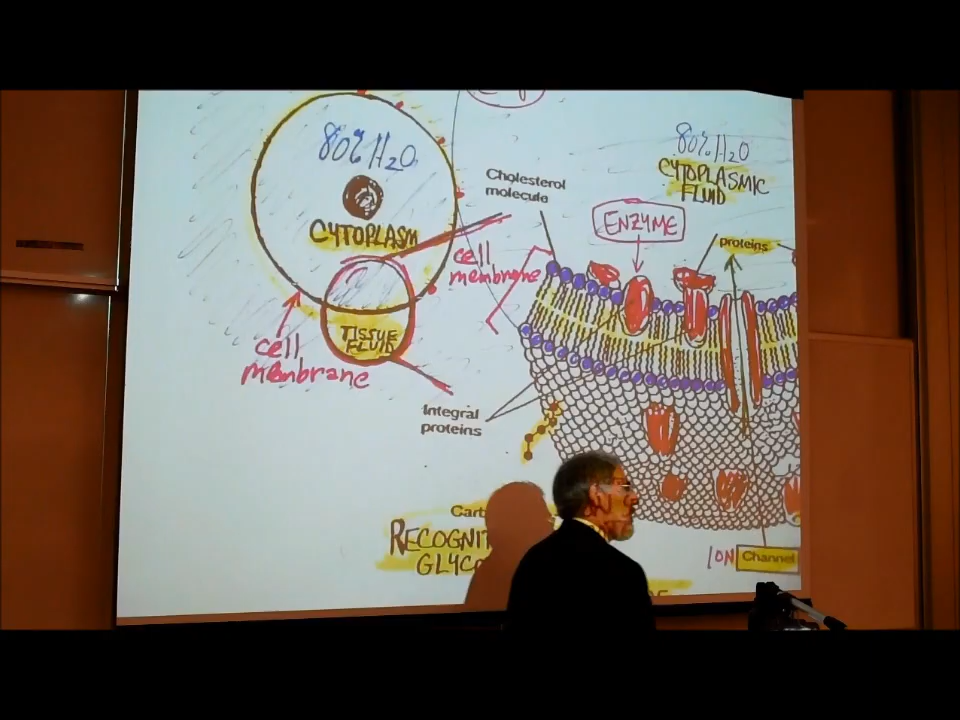 80% H2O
CYTOPLASM
TISSUE
FLUID
cell
membrane
Cholesterol
molecule
cell
membrane
Integral
proteins
80% H2O
CYTOPLASMIC
FLUID
ENZYME
proteins
ION Channel